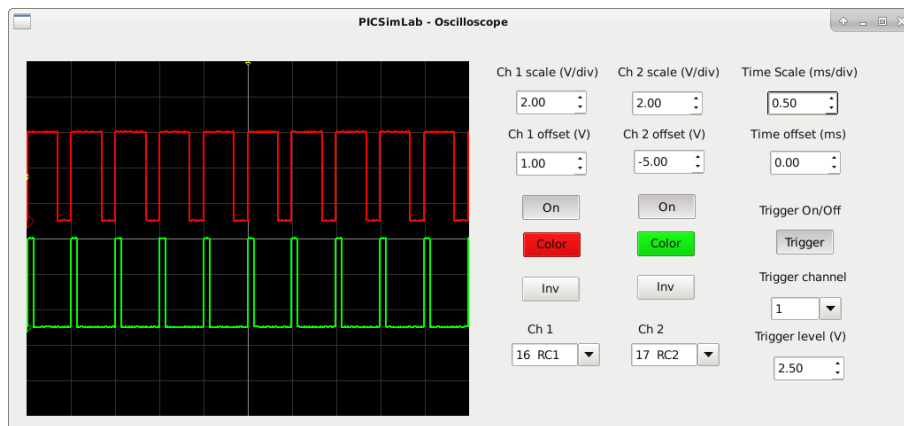 PICSimLab - Oscilloscope
Ch 1 scale (V/div) Ch 2 scale (V/div) Time Scale (ms/div)
2.00 2.00 0.50
Ch 1 offset (V) Ch 2 offset (V) Time offset (ms)
1.00 -5.00 0.00
On On Trigger On/Off
Color Color Trigger
Inv Inv Trigger channel
1
Ch 1 Ch 2 Trigger level (V)
16 RC1 17 RC2 2.50